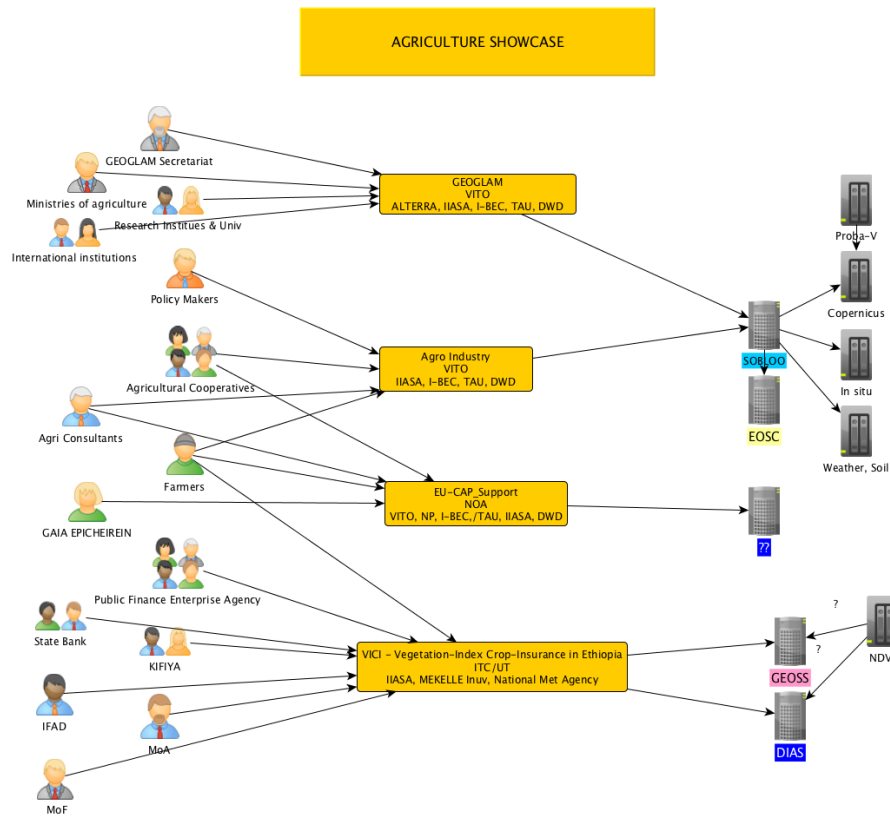 AGRICULTURE SHOWCASE
GEOGLAM Secretariat
Ministries of agriculture
Research Institues & Univ
International institutions
GEOGLAM
VITO
ALTERRA, IIASA, I-BEC, TAU, DWD
Proba-V
Copernicus
Policy Makers
Agricultural Cooperatives
Agro Industry
VITO
IIASA, I-BEC, TAU, DWD
SOBLOO
In situ
Agri Consultants
EOSC
Weather, Soil
Farmers
EU-CAP_Support
NOA
VITO, NP, I-BEC,/TAU, IIASA, DWD
GAIA EPICHEIREIN
??
Public Finance Enterprise Agency
State Bank
KIFIYA
VICI - Vegetation-Index Crop-Insurance in Ethiopia
ITC/UT
IIASA, MEKELLE Inuv, National Met Agency
?
?
NDV
GEOSS
IFAD
MoA
DIAS
MoF